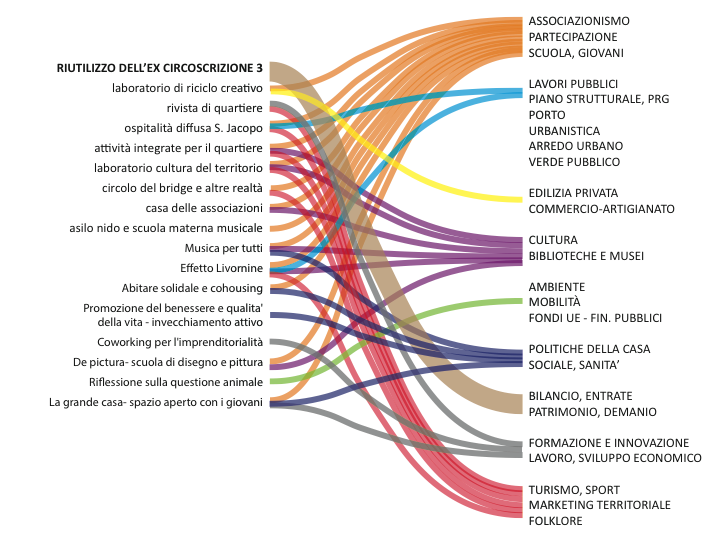 RIUTILIZZO DELL'EX CIRCOSCRIZIONE 3
laboratorio di riciclo creativo
rivista di quartiere
ospitalità diffusa S. Jacopo
attività integrate per il quartiere
laboratorio cultura del territorio
circolo del bridge e altre realtà
casa delle associazioni
asilo nido e scuola materna musicale
Musica per tutti
Effetto Livornine
Abitare solidale e cohousing
Promozione del benessere e qualita'
della vita - invecchiamento attivo
Coworking per l'imprenditorialità
De pictura- scuola di disegno e pittura
Riflessione sulla questione animale
La grande casa- spazio aperto con i giovani
ASSOCIAZIONISMO
PARTECIPAZIONE
SCUOLA, GIOVANI
LAVORI PUBBLICI
PIANO STRUTTURALE, PRG
PORTO
URBANISTICA
ARREDO URBANO
VERDE PUBBLICO
EDILIZIA PRIVATA
COMMERCIO-ARTIGIANATO
CULTURA
BIBLIOTECHE E MUSEI
AMBIENTE
MOBILITÀ
FONDI UE - FIN. PUBBLICI
POLITICHE DELLA CASA
SOCIALE, SANITA'
BILANCIO, ENTRATE
PATRIMONIO, DEMANIO
FORMAZIONE E INNOVAZIONE
LAVORO, SVILUPPO ECONOMICO
TURISMO, SPORT
MARKETING TERRITORIALE
FOLKLORE